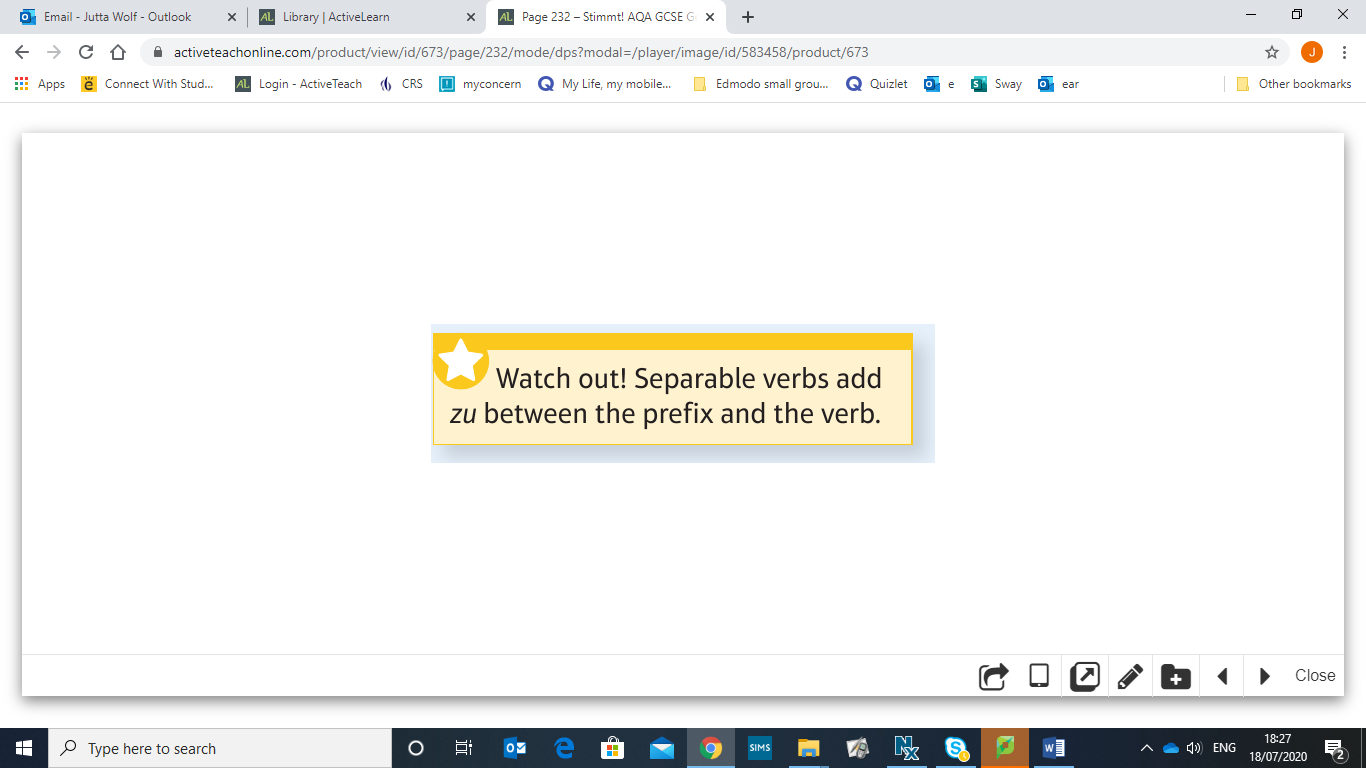 Email - Jutta Wolf - Outlook
Library | ActiveLearn
Page 232 – Stimmt! AQA GCSE G
activeteachonline.com/product/view/id/673/page/232/mode/dps?modal=/player/image/id/583458/product/673
J
Apps
Connect With Stud...
Login - ActiveTeach
CRS
myconcern
My Life, my mobile...
Edmodo small grou...
Quizlet
e
Sway
ear
Other bookmarks
Watch out! Separable verbs add
zu between the prefix and the verb.
Close
Type here to search
SIMS
ENG
18:27
18/07/2020
2